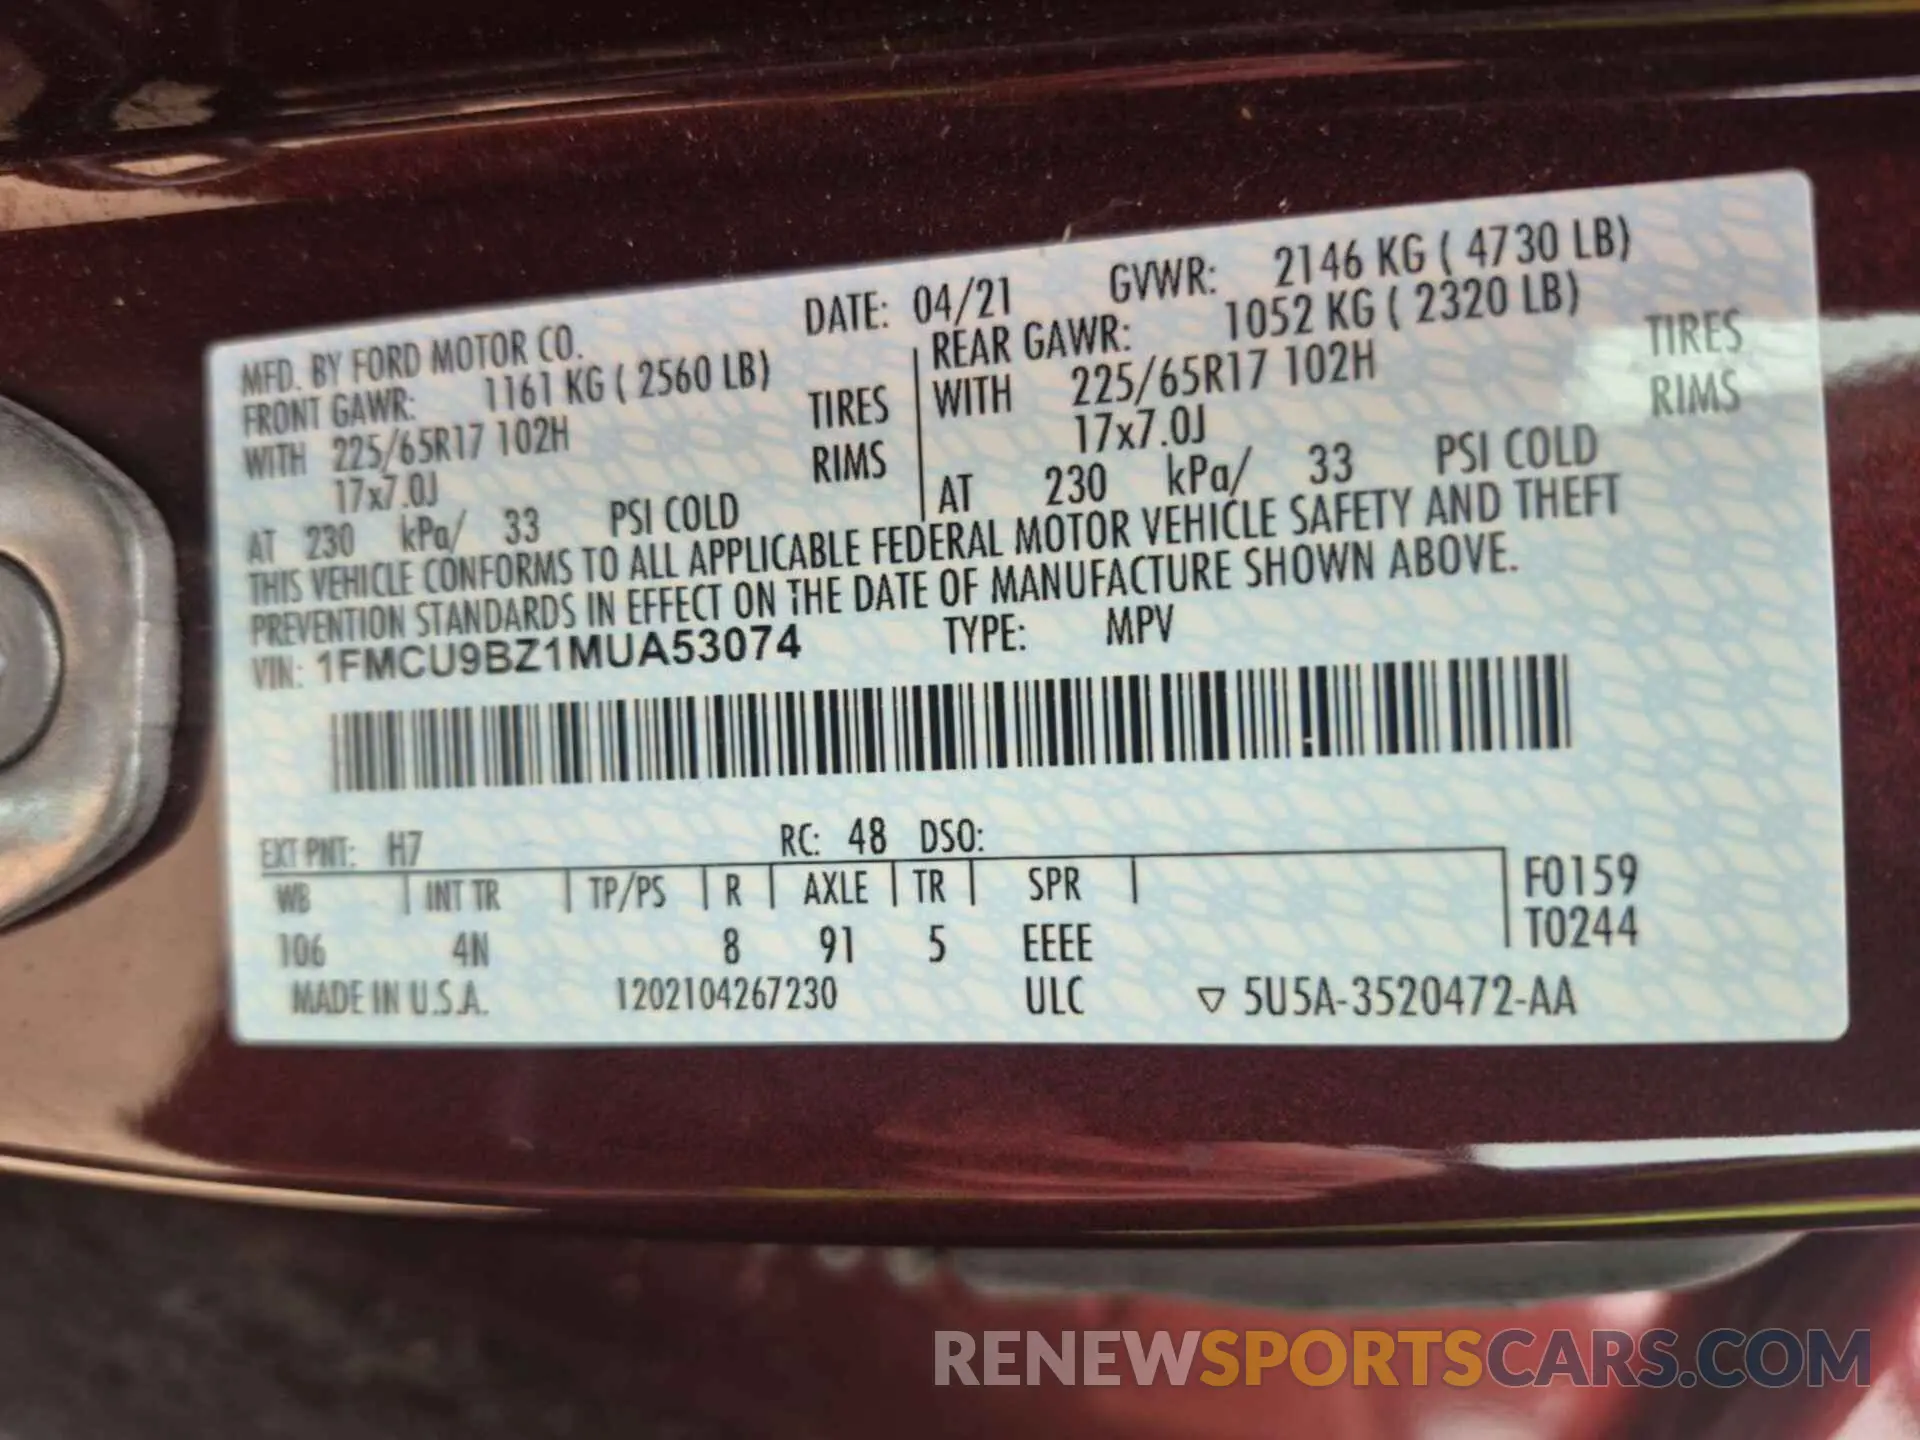 MFD. BY FORD MOTOR CO. DATE: 04/21 GVWR: 2146 KG ( 4730 LB)
FRONT GAWR: 1161 KG ( 2560 LB) REAR GAWR: 1052 KG ( 2320 LB)
WITH 225/65R17 102H TIRES WITH 225/65R17 102H TIRES
17x7.0J RIMS 17x7.0J RIMS
AT 230 kPa/ 33 PSI COLD AT 230 kPa/ 33 PSI COLD
THIS VEHICLE CONFORMS TO ALL APPLICABLE FEDERAL MOTOR VEHICLE SAFETY AND THEFT
PREVENTION STANDARDS IN EFFECT ON THE DATE OF MANUFACTURE SHOWN ABOVE.
VIN: 1FMCU9BZ1MUA53074 TYPE: MPV
EXT PNT: H7 RC: 48 DSO:
WB INT TR TP/PS R AXLE TR SPR F0159
T0244
106 4N 8 91 5 EEEE
MADE IN U.S.A. 1202104267230 ULC ▽ 5U5A-3520472-AA
RENEWSPORTSCARS.COM